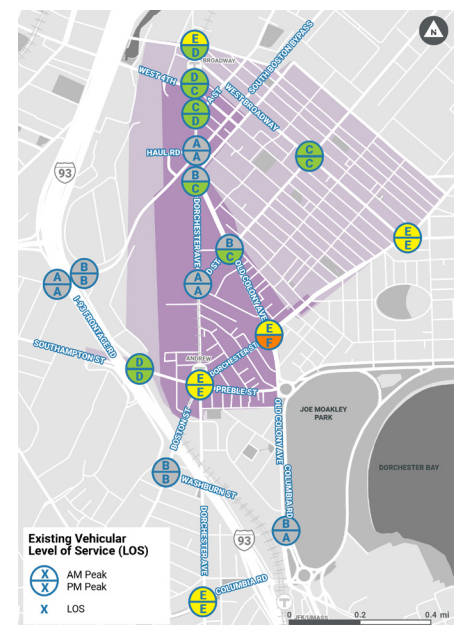 N
E
D
BROADWAY
SOUTH BOSTON BYPASS
WEST 4TH
D
C
A ST
WEST BROADWAY
C
D
HAUL RD
A
A
C
C
93
B
C
DORCHESTER AVE
B
C
E
E
D ST
OLD COLONY AVE
A
A
B
B
A
A
I-93 FRONTAGE RD
E
F
SOUTHAMPTON ST
DORCHESTER ST
ANDREW
D
D
E
E
PREBLE ST
JOE MOAKLEY
PARK
OLD COLONY AVE
BOSTON ST
DORCHESTER BAY
B
B
WASHBURN ST
COLUMBIA RD
DORCHESTER AVE
B
A
93
Existing Vehicular
Level of Service (LOS)
X AM Peak
X PM Peak
X LOS
COLUMBIA RD
E
E
T
JFK/UMASS
0 0.2 0.4 mi